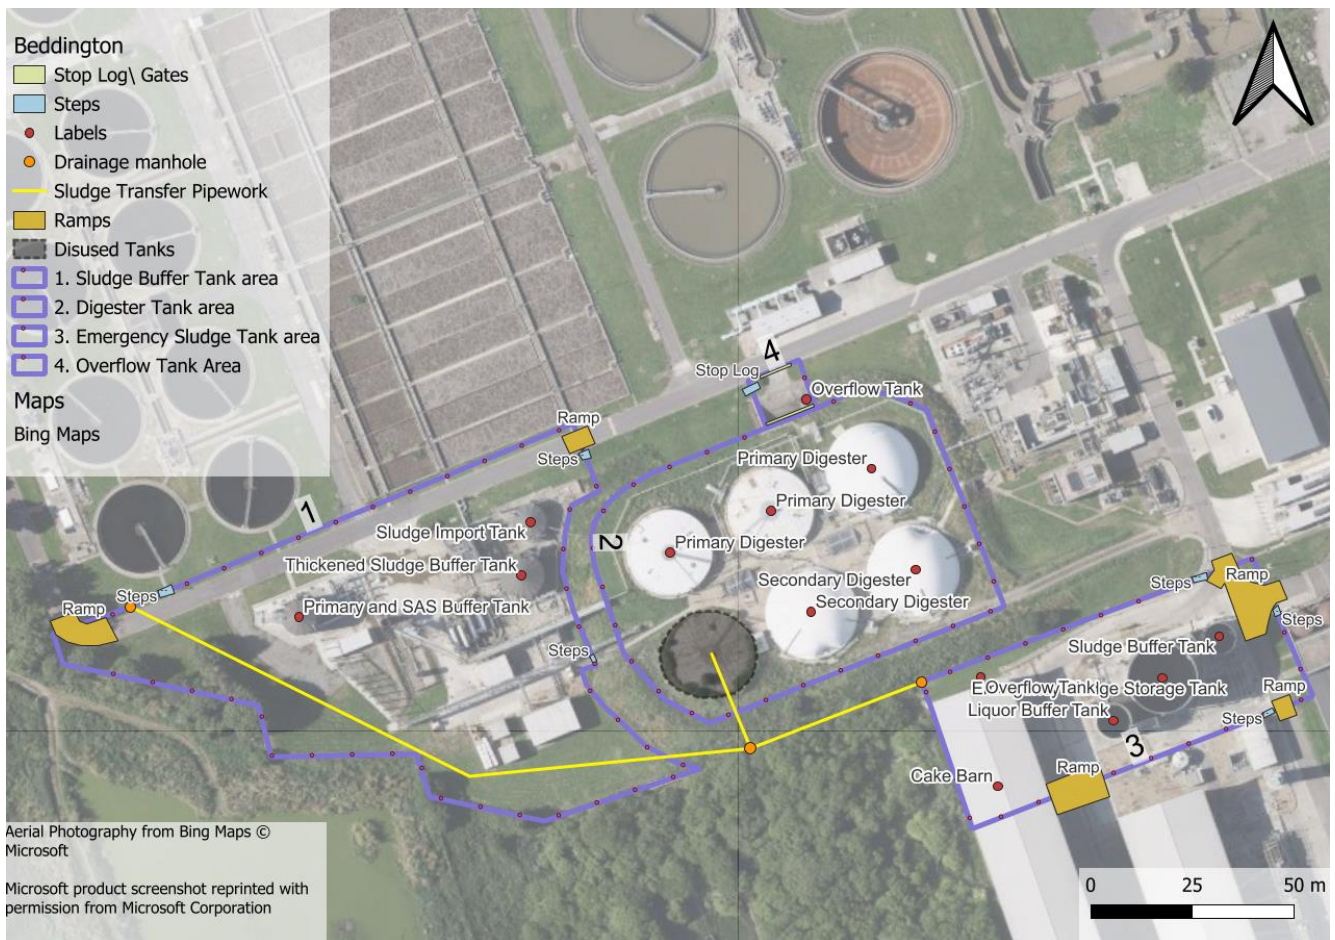 Beddington
Stop Log\ Gates
Steps
Labels
Drainage manhole
Sludge Transfer Pipework
Ramps
Disused Tanks
1. Sludge Buffer Tank area
2. Digester Tank area
3. Emergency Sludge Tank area
4. Overflow Tank Area
Maps
Bing Maps
4
Stop Log
Overflow Tank
Ramp
Steps
Primary Digester
Primary Digester
1
Sludge Import Tank
2
Primary Digester
Thickened Sludge Buffer Tank
Secondary Digester
Steps
Ramp
Ramp
Steps
Primary and SAS Buffer Tank
Secondary Digester
Steps
Steps
Sludge Buffer Tank
Overflow Tank
ge Storage Tank
Ramp
Liquor Buffer Tank
Steps
3
Cake Barn
Ramp
Aerial Photography from Bing Maps ©
Microsoft
Microsoft product screenshot reprinted with
permission from Microsoft Corporation
0 25 50 m